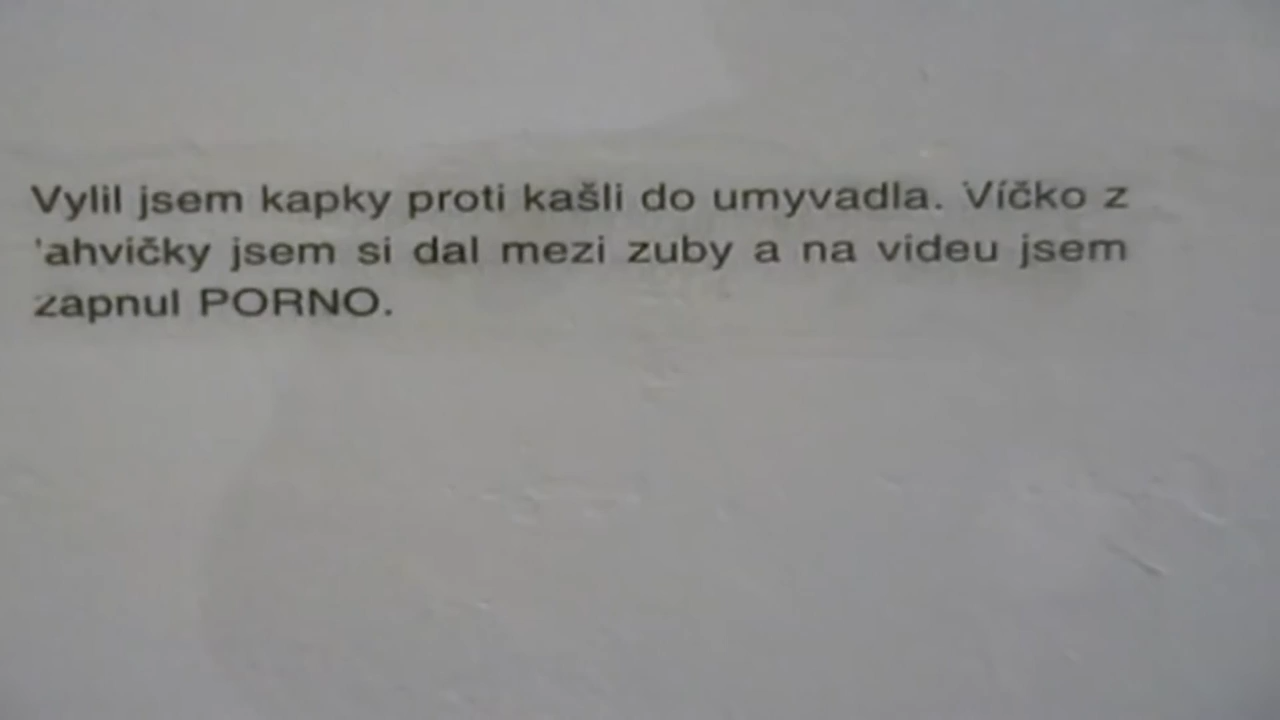 Vylil jsem kapky proti kašli do umyvadla. Víčko z
'ahvičky jsem si dal mezi zuby a na videu jsem
zapnul PORNO.